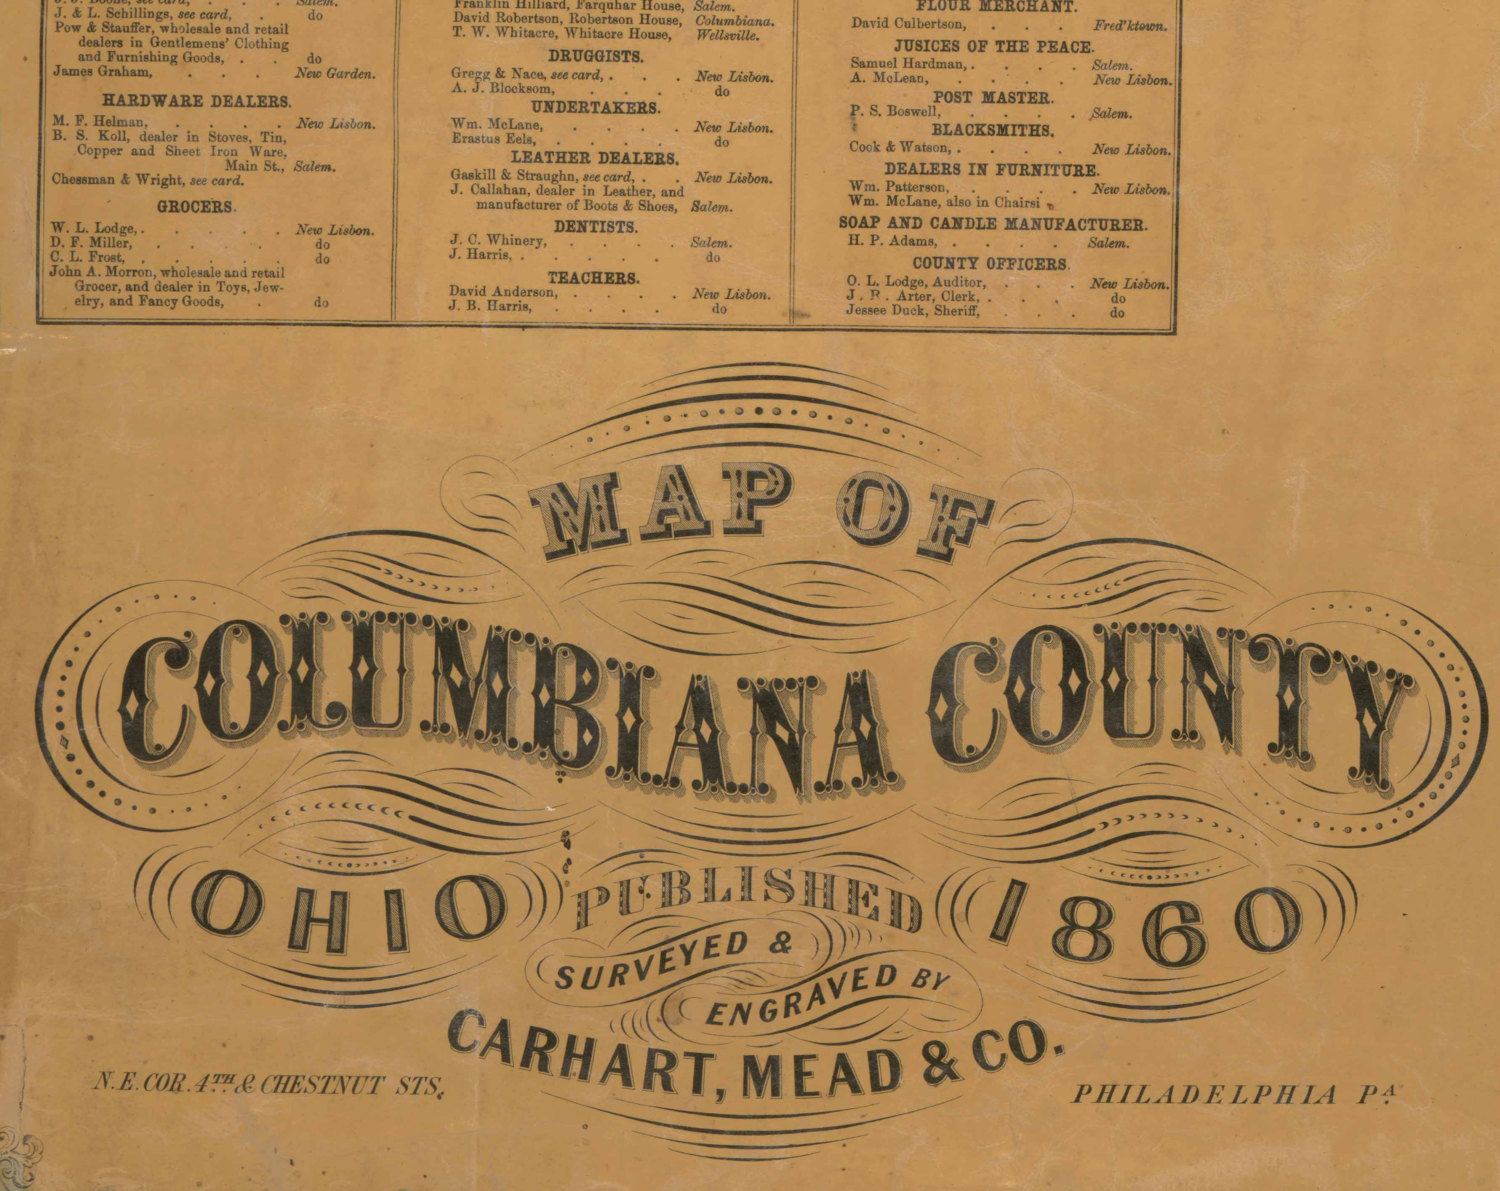 J. & L. Schillings, see card, . do
Pow & Stauffer, wholesale and retail
dealers in Gentlemens' Clothing
and Furnishing Goods, . . do
James Graham, . . . New Garden.
HARDWARE DEALERS.
M. F. Helman, . . . . New Lisbon.
B. S. Koll, dealer in Stoves, Tin,
Copper and Sheet Iron Ware,
Main St., Salem.
Chessman & Wright, see card.
GROCERS.
W. L. Lodge, . . . . . New Lisbon.
D. F. Miller, . . . . do
C. L. Frost, . . . . . do
John A. Morron, wholesale and retail
Grocer, and dealer in Toys, Jew-
elry, and Fancy Goods, . do
Franklin Hilliard, Farquhar House, Salem.
David Robertson, Robertson House, Columbiana.
T. W. Whitacre, Whitacre House, Wellsville.
DRUGGISTS.
Gregg & Nace, see card, . . . New Lisbon.
A. J. Blocksom, . . . do
UNDERTAKERS.
Wm. McLane, . . . . New Lisbon.
Erastus Eels, . . . . do
LEATHER DEALERS.
Gaskill & Straughn, see card, . . New Lisbon.
J. Callahan, dealer in Leather, and
manufacturer of Boots & Shoes, Salem.
DENTISTS.
J. C. Whinery, . . . . Salem.
J. Harris, . . . . . do
TEACHERS.
David Anderson, . . . . New Lisbon.
J. B. Harris, . . . . do
FLOUR MERCHANT.
David Culbertson, . . . Fred'ktown.
JUSICES OF THE PEACE.
Samuel Hardman, . . . . Salem.
A. McLean, . . . . New Lisbon.
POST MASTER.
P. S. Boswell, . . . . Salem.
BLACKSMITHS.
Cook & Watson, . . . . New Lisbon.
DEALERS IN FURNITURE.
Wm. Patterson, . . . . New Lisbon.
Wm. McLane, also in Chairsi
SOAP AND CANDLE MANUFACTURER.
H. P. Adams, . . . . Salem.
COUNTY OFFICERS.
O. L. Lodge, Auditor, . . . New Lisbon.
J. R. Arter, Clerk, . . . do
Jessee Duck, Sheriff, . . . do
MAP OF
COLUMBIANA COUNTY
OHIO PUBLISHED 1860
SURVEYED &
ENGRAVED BY
CARHART, MEAD & CO.
N.E. COR. 4TH & CHESTNUT STS. PHILADELPHIA PA.